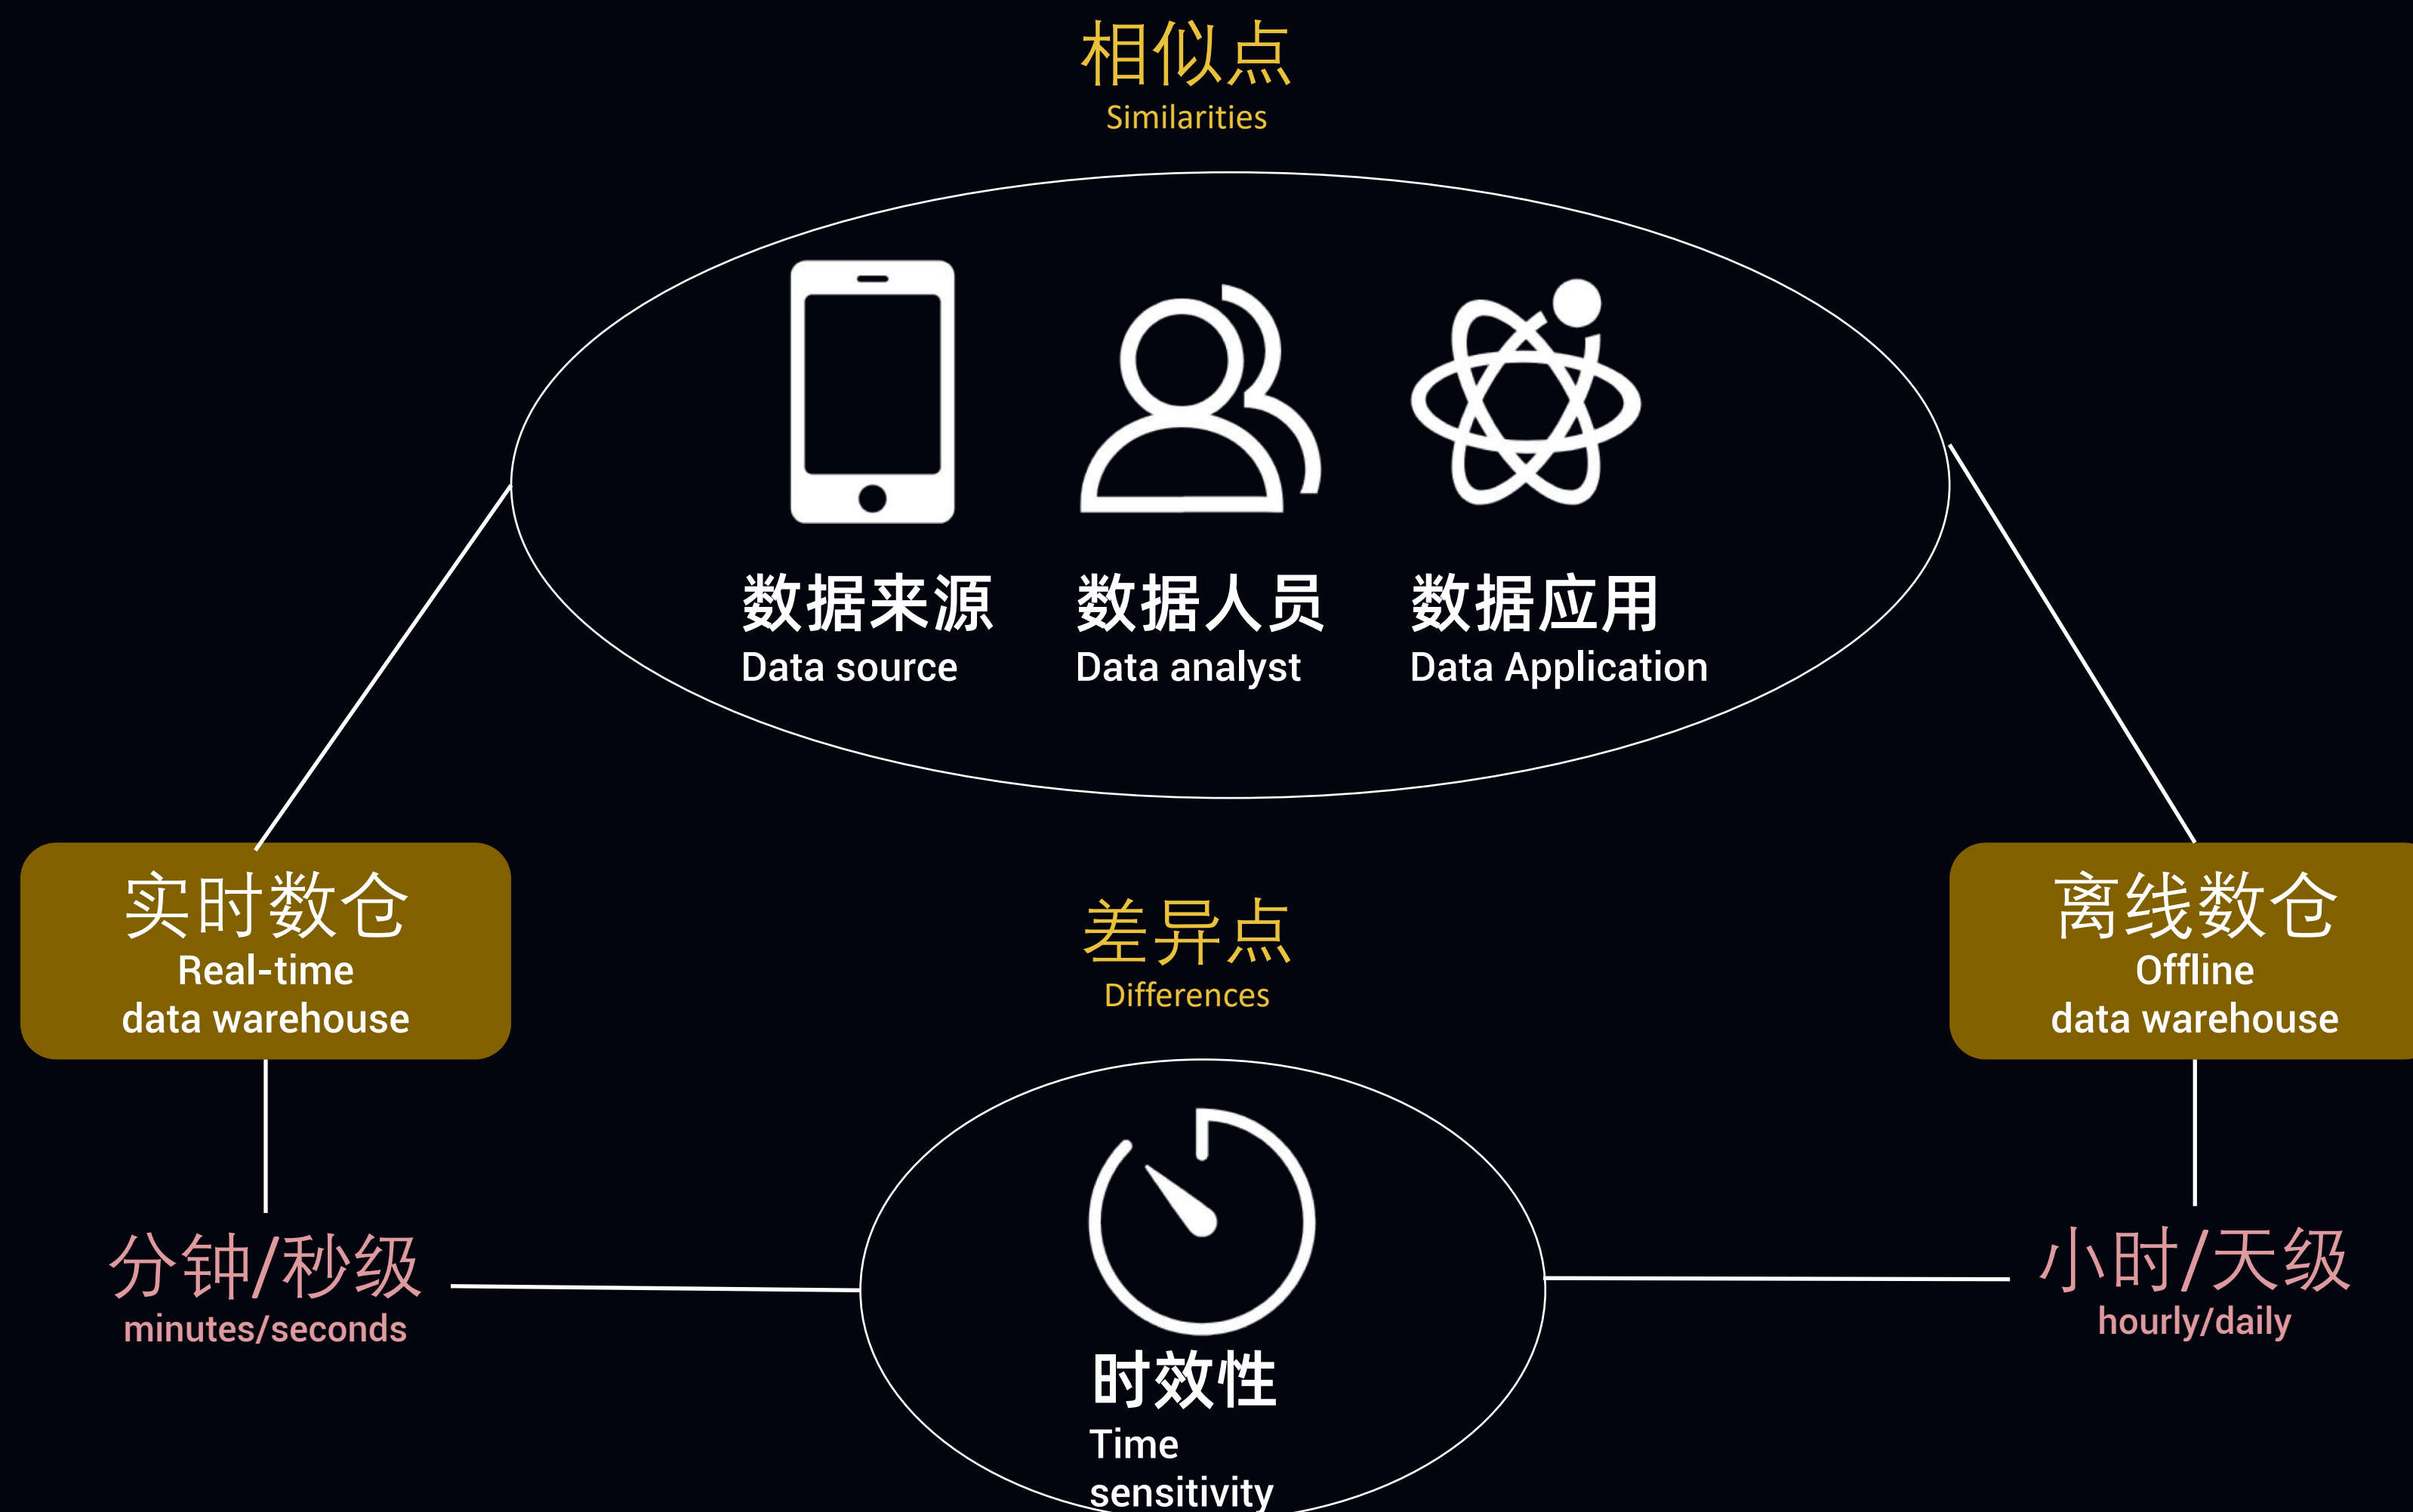 相似点
Similarities
数据来源
Data source
数据人员
Data analyst
数据应用
Data Application
实时数仓
Real-time
data warehouse
差异点
Differences
离线数仓
Offline
data warehouse
分钟/秒级
minutes/seconds
时效性
Time
sensitivity
小时/天级
hourly/daily